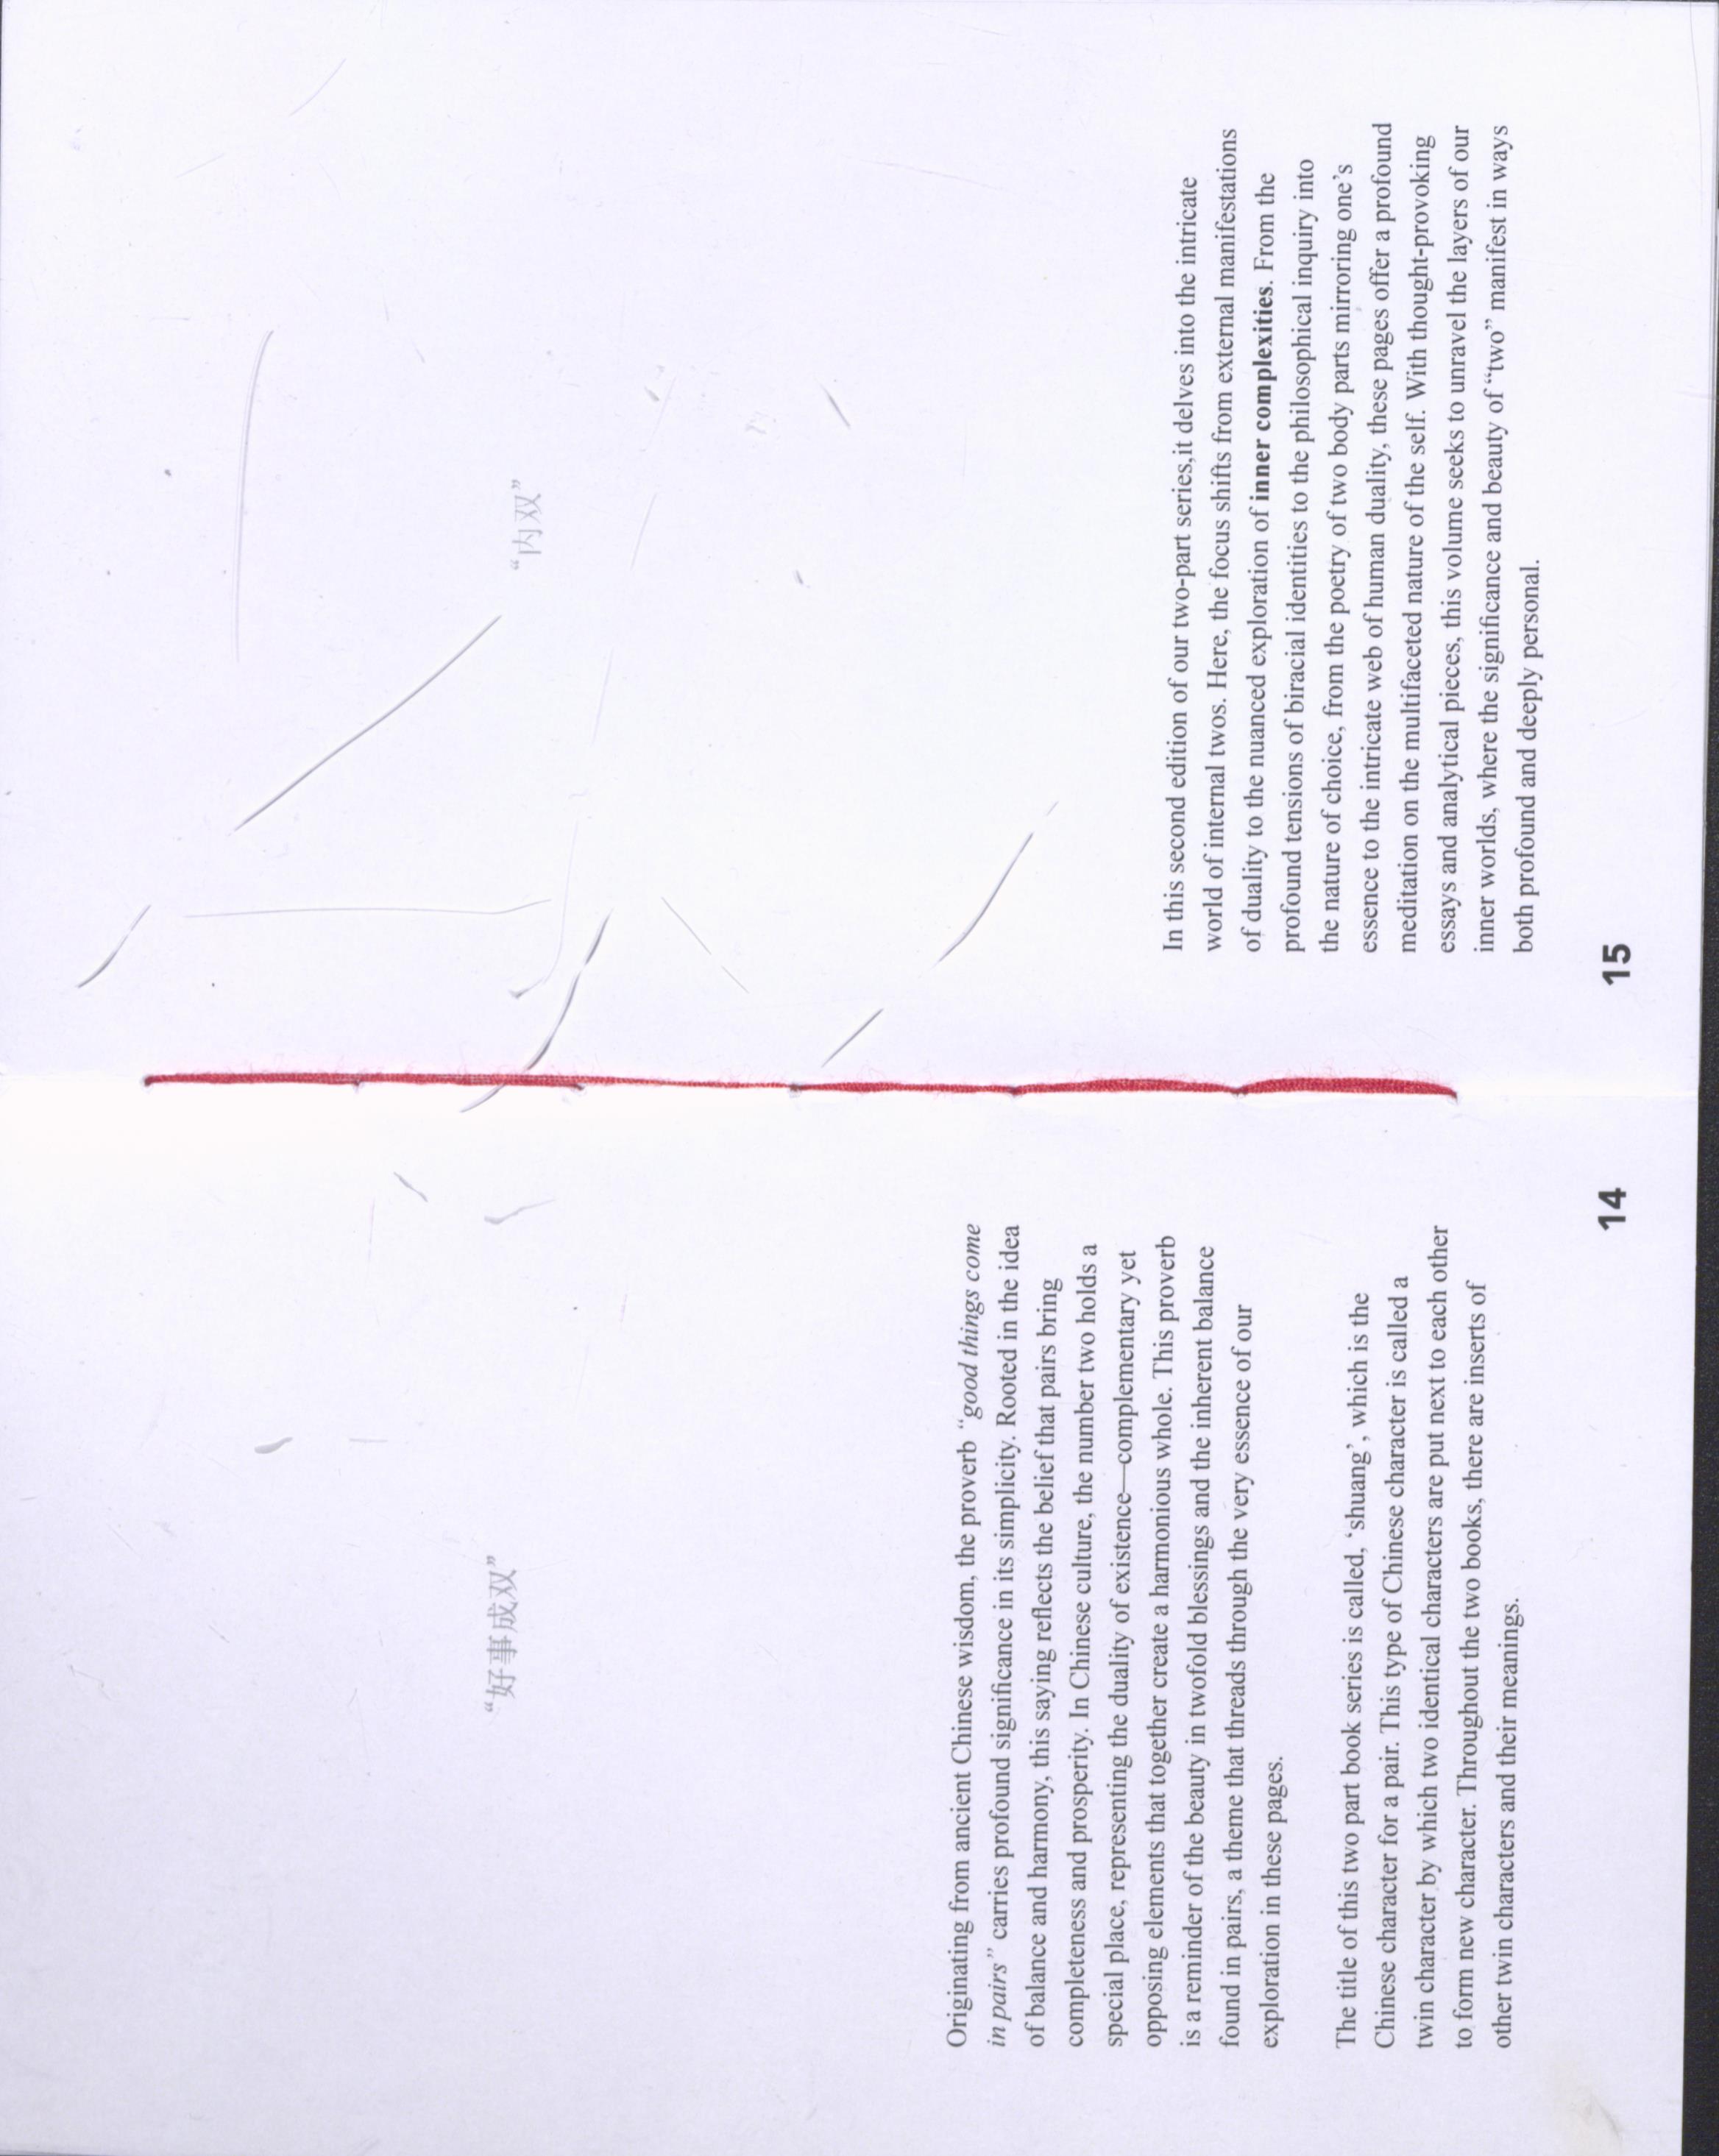 “好事成双”
Originating from ancient Chinese wisdom, the proverb “good things come
in pairs” carries profound significance in its simplicity. Rooted in the idea
of balance and harmony, this saying reflects the belief that pairs bring
completeness and prosperity. In Chinese culture, the number two holds a
special place, representing the duality of existence—complementary yet
opposing elements that together create a harmonious whole. This proverb
is a reminder of the beauty in twofold blessings and the inherent balance
found in pairs, a theme that threads through the very essence of our
exploration in these pages.
The title of this two part book series is called, ‘shuang’, which is the
Chinese character for a pair. This type of Chinese character is called a
twin character by which two identical characters are put next to each other
to form new character. Throughout the two books, there are inserts of
other twin characters and their meanings.
14
“内双”
In this second edition of our two-part series,it delves into the intricate
world of internal twos. Here, the focus shifts from external manifestations
of duality to the nuanced exploration of inner complexities. From the
profound tensions of biracial identities to the philosophical inquiry into
the nature of choice, from the poetry of two body parts mirroring one’s
essence to the intricate web of human duality, these pages offer a profound
meditation on the multifaceted nature of the self. With thought-provoking
essays and analytical pieces, this volume seeks to unravel the layers of our
inner worlds, where the significance and beauty of “two” manifest in ways
both profound and deeply personal.
15